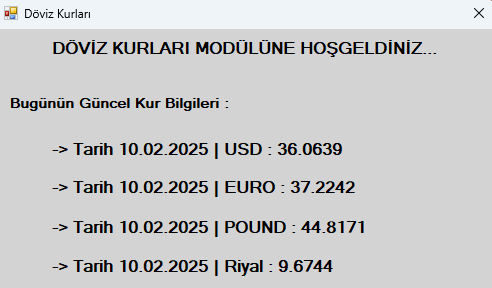 Döviz Kurları
DÖVİZ KURLARI MODÜLÜNE HOŞGELDİNİZ...
Bugünün Güncel Kur Bilgileri :
-> Tarih 10.02.2025 | USD : 36.0639
-> Tarih 10.02.2025 | EURO : 37.2242
-> Tarih 10.02.2025 | POUND : 44.8171
-> Tarih 10.02.2025 | Riyal : 9.6744